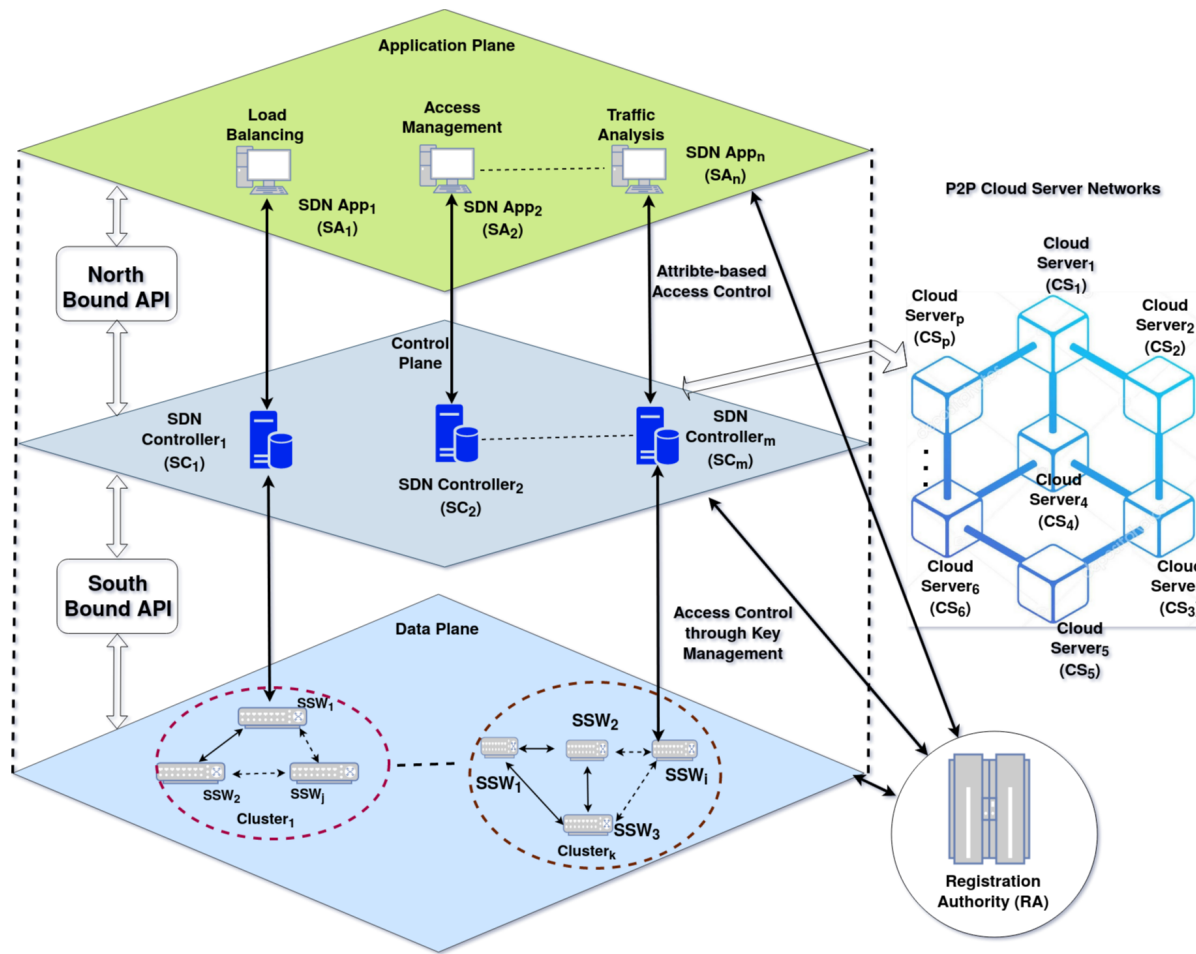 Application Plane
Load
Balancing
Access
Management
Traffic
Analysis
SDN App₁
(SA₁)
SDN App₂
(SA₂)
SDN Appₙ
(SAₙ)
North
Bound API
Attribte-based
Access Control
P2P Cloud Server Networks
Cloud
Server₁
(CS₁)
Cloud
Serverₚ
(CSₚ)
Cloud
Server₂
(CS₂)
Control
Plane
SDN
Controller₁
(SC₁)
SDN Controller₂
(SC₂)
SDN
Controllerₘ
(SCₘ)
Cloud
Server₄
(CS₄)
Cloud
Server₆
(CS₆)
Cloud
Server
(CS₃
Cloud
Server₅
(CS₅)
South
Bound API
Access Control
through Key
Management
Data Plane
SSW₁
SSW₂
SSWⱼ
Cluster₁
SSW₂
SSW₁
SSWᵢ
SSW₃
Clusterₖ
Registration
Authority (RA)